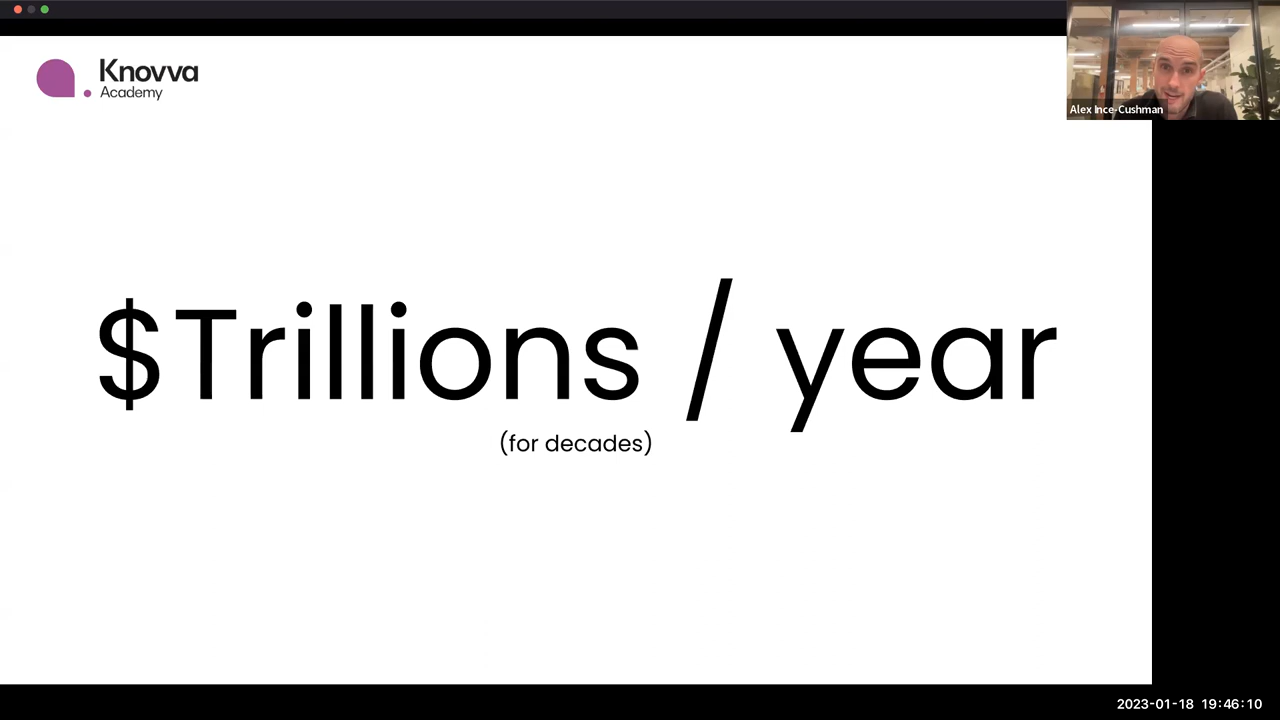 Knovva
Academy
Alex Ince-Cushman
$Trillions / year
(for decades)
2023-01-18 19:46:10